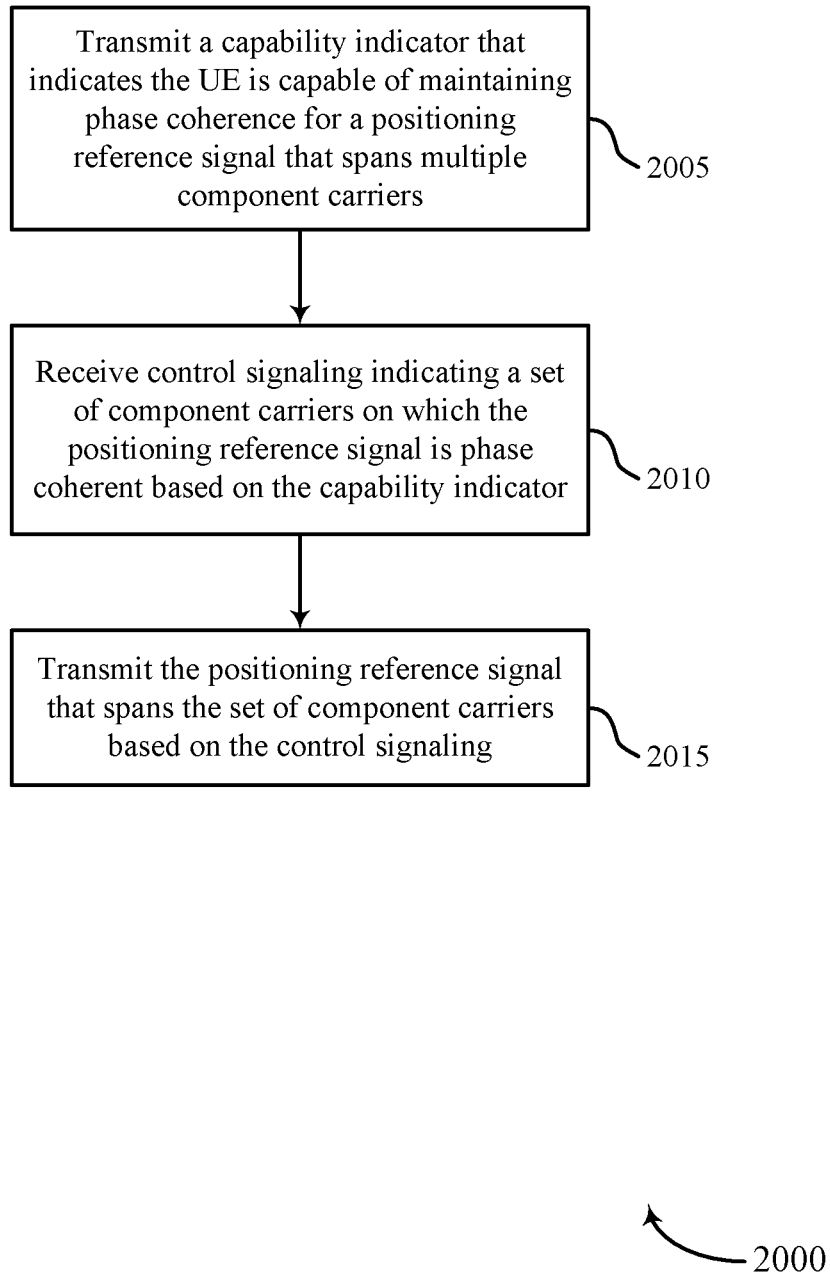 Transmit a capability indicator that
indicates the UE is capable of maintaining
phase coherence for a positioning
reference signal that spans multiple
component carriers
2005
Receive control signaling indicating a set
of component carriers on which the
positioning reference signal is phase
coherent based on the capability indicator
2010
Transmit the positioning reference signal
that spans the set of component carriers
based on the control signaling
2015
2000